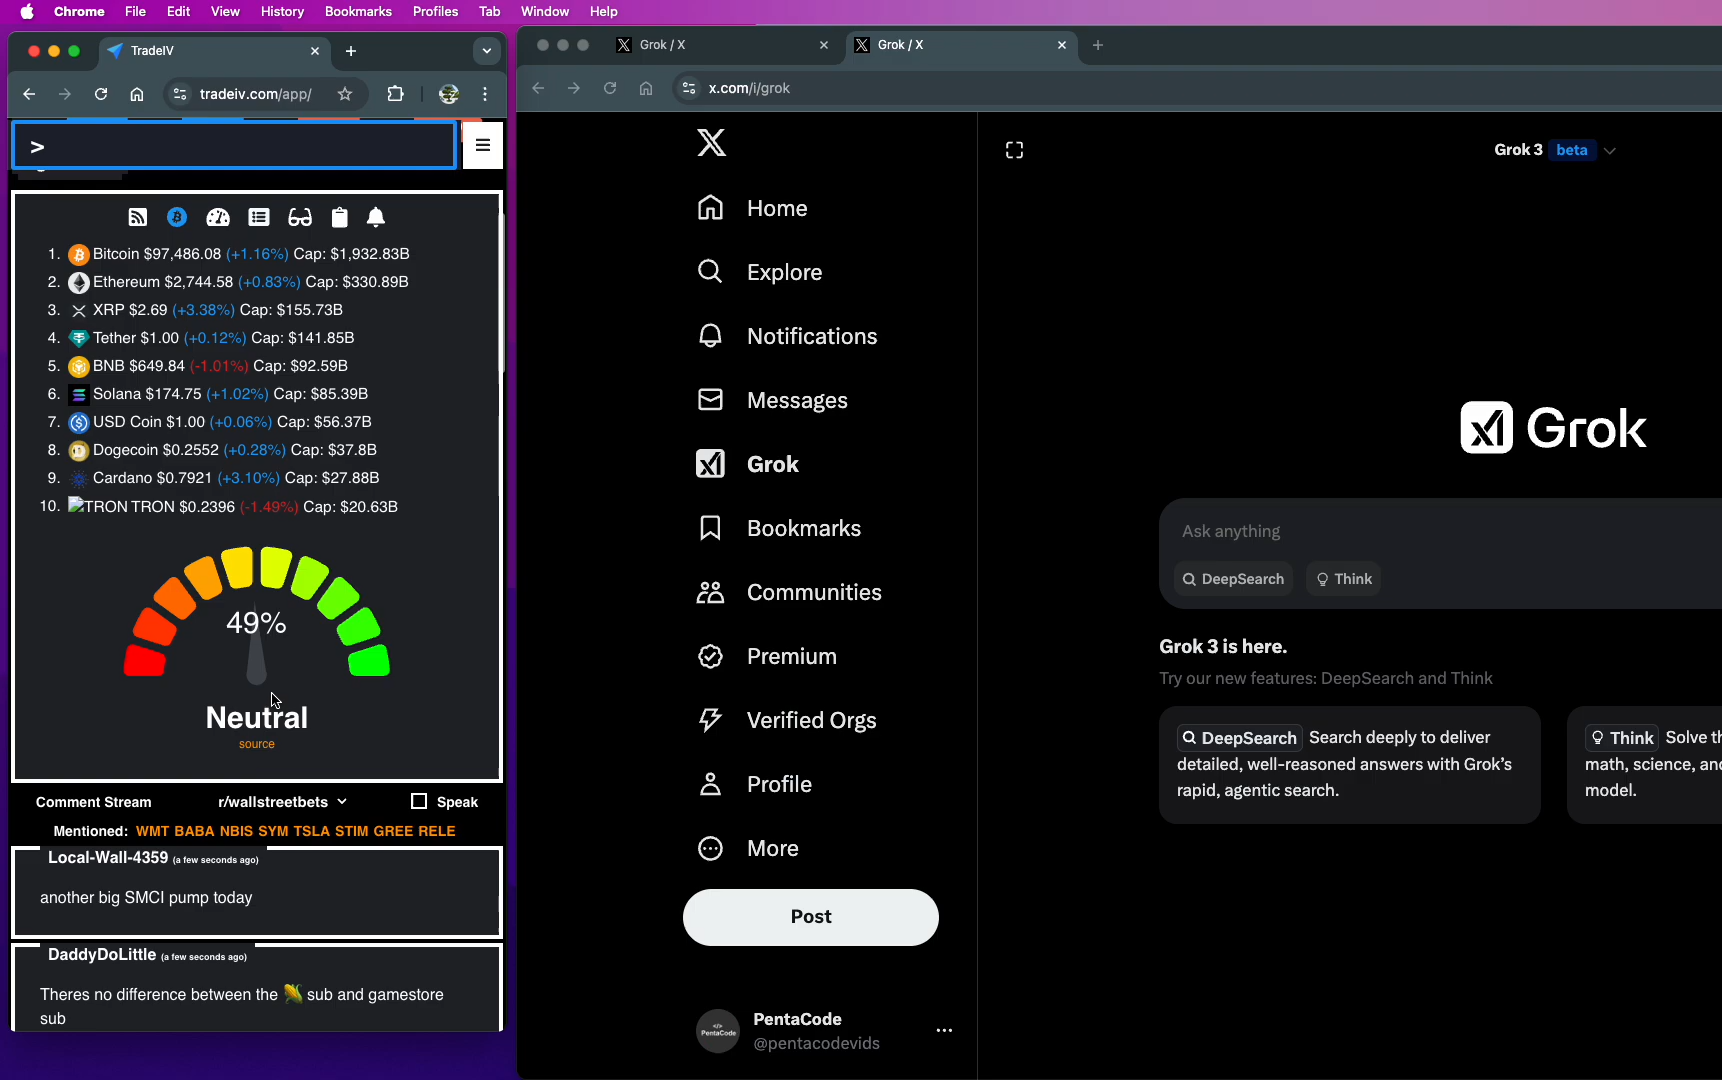 Chrome File Edit View History Bookmarks Profiles Tab Window Help
TradeIV
tradeiv.com/app/
>
1. Bitcoin $97,486.08 (+1.16%) Cap: $1,932.83B
2. Ethereum $2,744.58 (+0.83%) Cap: $330.89B
3. XRP $2.69 (+3.38%) Cap: $155.73B
4. Tether $1.00 (+0.12%) Cap: $141.85B
5. BNB $649.84 (-1.01%) Cap: $92.59B
6. Solana $174.75 (+1.02%) Cap: $85.39B
7. USD Coin $1.00 (+0.06%) Cap: $56.37B
8. Dogecoin $0.2552 (+0.28%) Cap: $37.8B
9. Cardano $0.7921 (+3.10%) Cap: $27.88B
10. TRON TRON $0.2396 (-1.49%) Cap: $20.63B
49%
Neutral
source
Comment Stream r/wallstreetbets Speak
Mentioned: WMT BABA NBIS SYM TSLA STIM GREE RELE
Local-Wall-4359 (a few seconds ago)
another big SMCI pump today
DaddyDoLittle (a few seconds ago)
Theres no difference between the 🌽 sub and gamestore
sub
Grok / X
Grok / X
x.com/i/grok
Home
Explore
Notifications
Messages
Grok
Bookmarks
Communities
Premium
Verified Orgs
Profile
More
Post
PentaCode
PentaCode
@pentacodevids
Grok 3 beta
Grok
Ask anything
DeepSearch Think
Grok 3 is here.
Try our new features: DeepSearch and Think
DeepSearch Search deeply to deliver
detailed, well-reasoned answers with Grok's
rapid, agentic search.
Think Solve
math, science,
model.